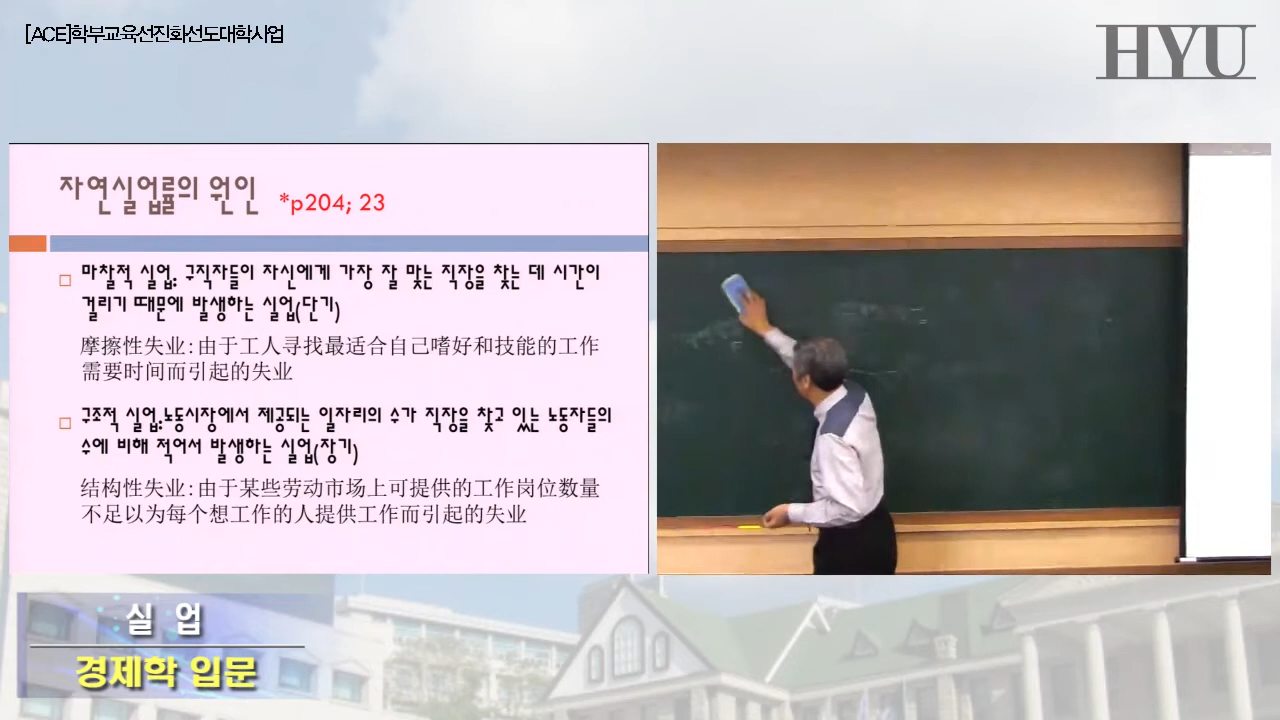 [ACE]학부교육선진화선도대학사업
HYU
자연실업률의 원인 *p204; 23
마찰적 실업: 구직자들이 자신에게 가장 잘 맞는 직장을 찾는 데 시간이
걸리기 때문에 발생하는 실업(단기)
摩擦性失业:由于工人寻找最适合自己嗜好和技能的工作
需要时间而引起的失业
구조적 실업:노동시장에서 제공되는 일자리의 수가 직장을 찾고 있는 노동자들의
수에 비해 적어서 발생하는 실업(장기)
结构性失业:由于某些劳动市场上可提供的工作岗位数量
不足以为每个想工作的人提供工作而引起的失业
실 업
경제학 입문